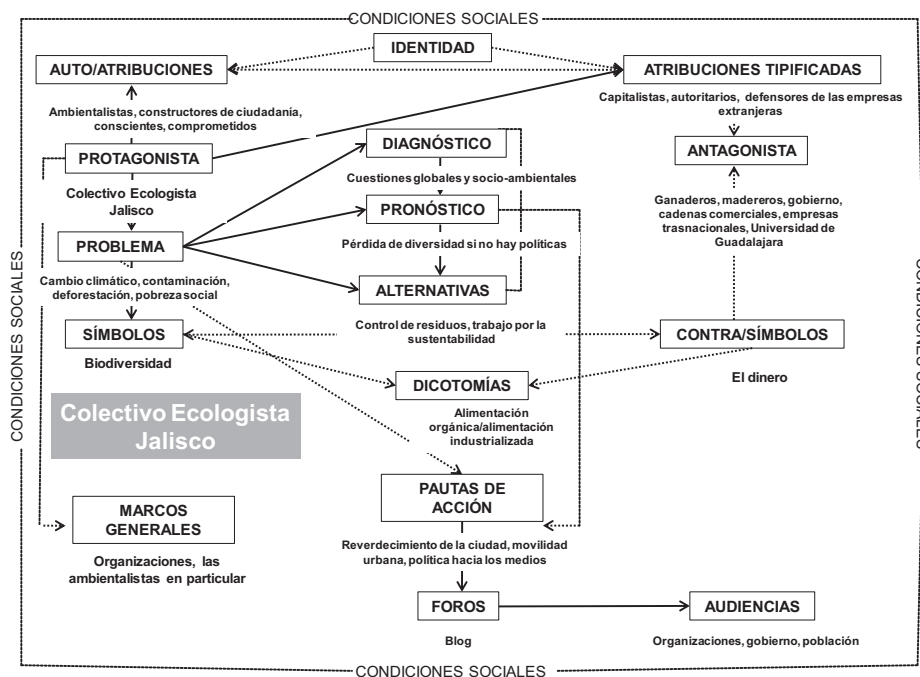 CONDICIONES SOCIALES
IDENTIDAD
AUTO/ATRIBUCIONES
ATRIBUCIONES TIPIFICADAS
Ambientalistas, constructores de ciudadanía,
conscientes, comprometidos
Capitalistas, autoritarios, defensores de las empresas
extranjeras
PROTAGONISTA
DIAGNÓSTICO
ANTAGONISTA
Colectivo Ecologista
Jalisco
Cuestiones globales y socio-ambientales
Ganaderos, madereros, gobierno,
cadenas comerciales, empresas
trasnacionales, Universidad de
Guadalajara
PRONÓSTICO
PROBLEMA
Pérdida de diversidad si no hay políticas
Cambio climático, contaminación,
deforestación, pobreza social
ALTERNATIVAS
SÍMBOLOS
Control de residuos, trabajo por la
sustentabilidad
CONTRA/SÍMBOLOS
Biodiversidad
DICOTOMÍAS
El dinero
Alimentación
orgánica/alimentación
industrializada
Colectivo Ecologista
Jalisco
CONDICIONES SOCIALES
CONDICIONES SOCIALES
PAUTAS DE
ACCIÓN
MARCOS
GENERALES
Reverdecimiento de la ciudad, movilidad
urbana, política hacia los medios
Organizaciones, las
ambientalistas en particular
FOROS
AUDIENCIAS
Blog
Organizaciones, gobierno, población
CONDICIONES SOCIALES